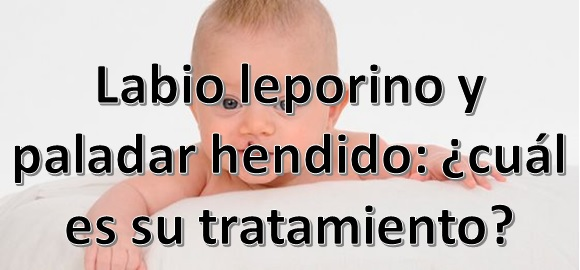 Labio leporino y
paladar hendido: ¿cuál
es su tratamiento?